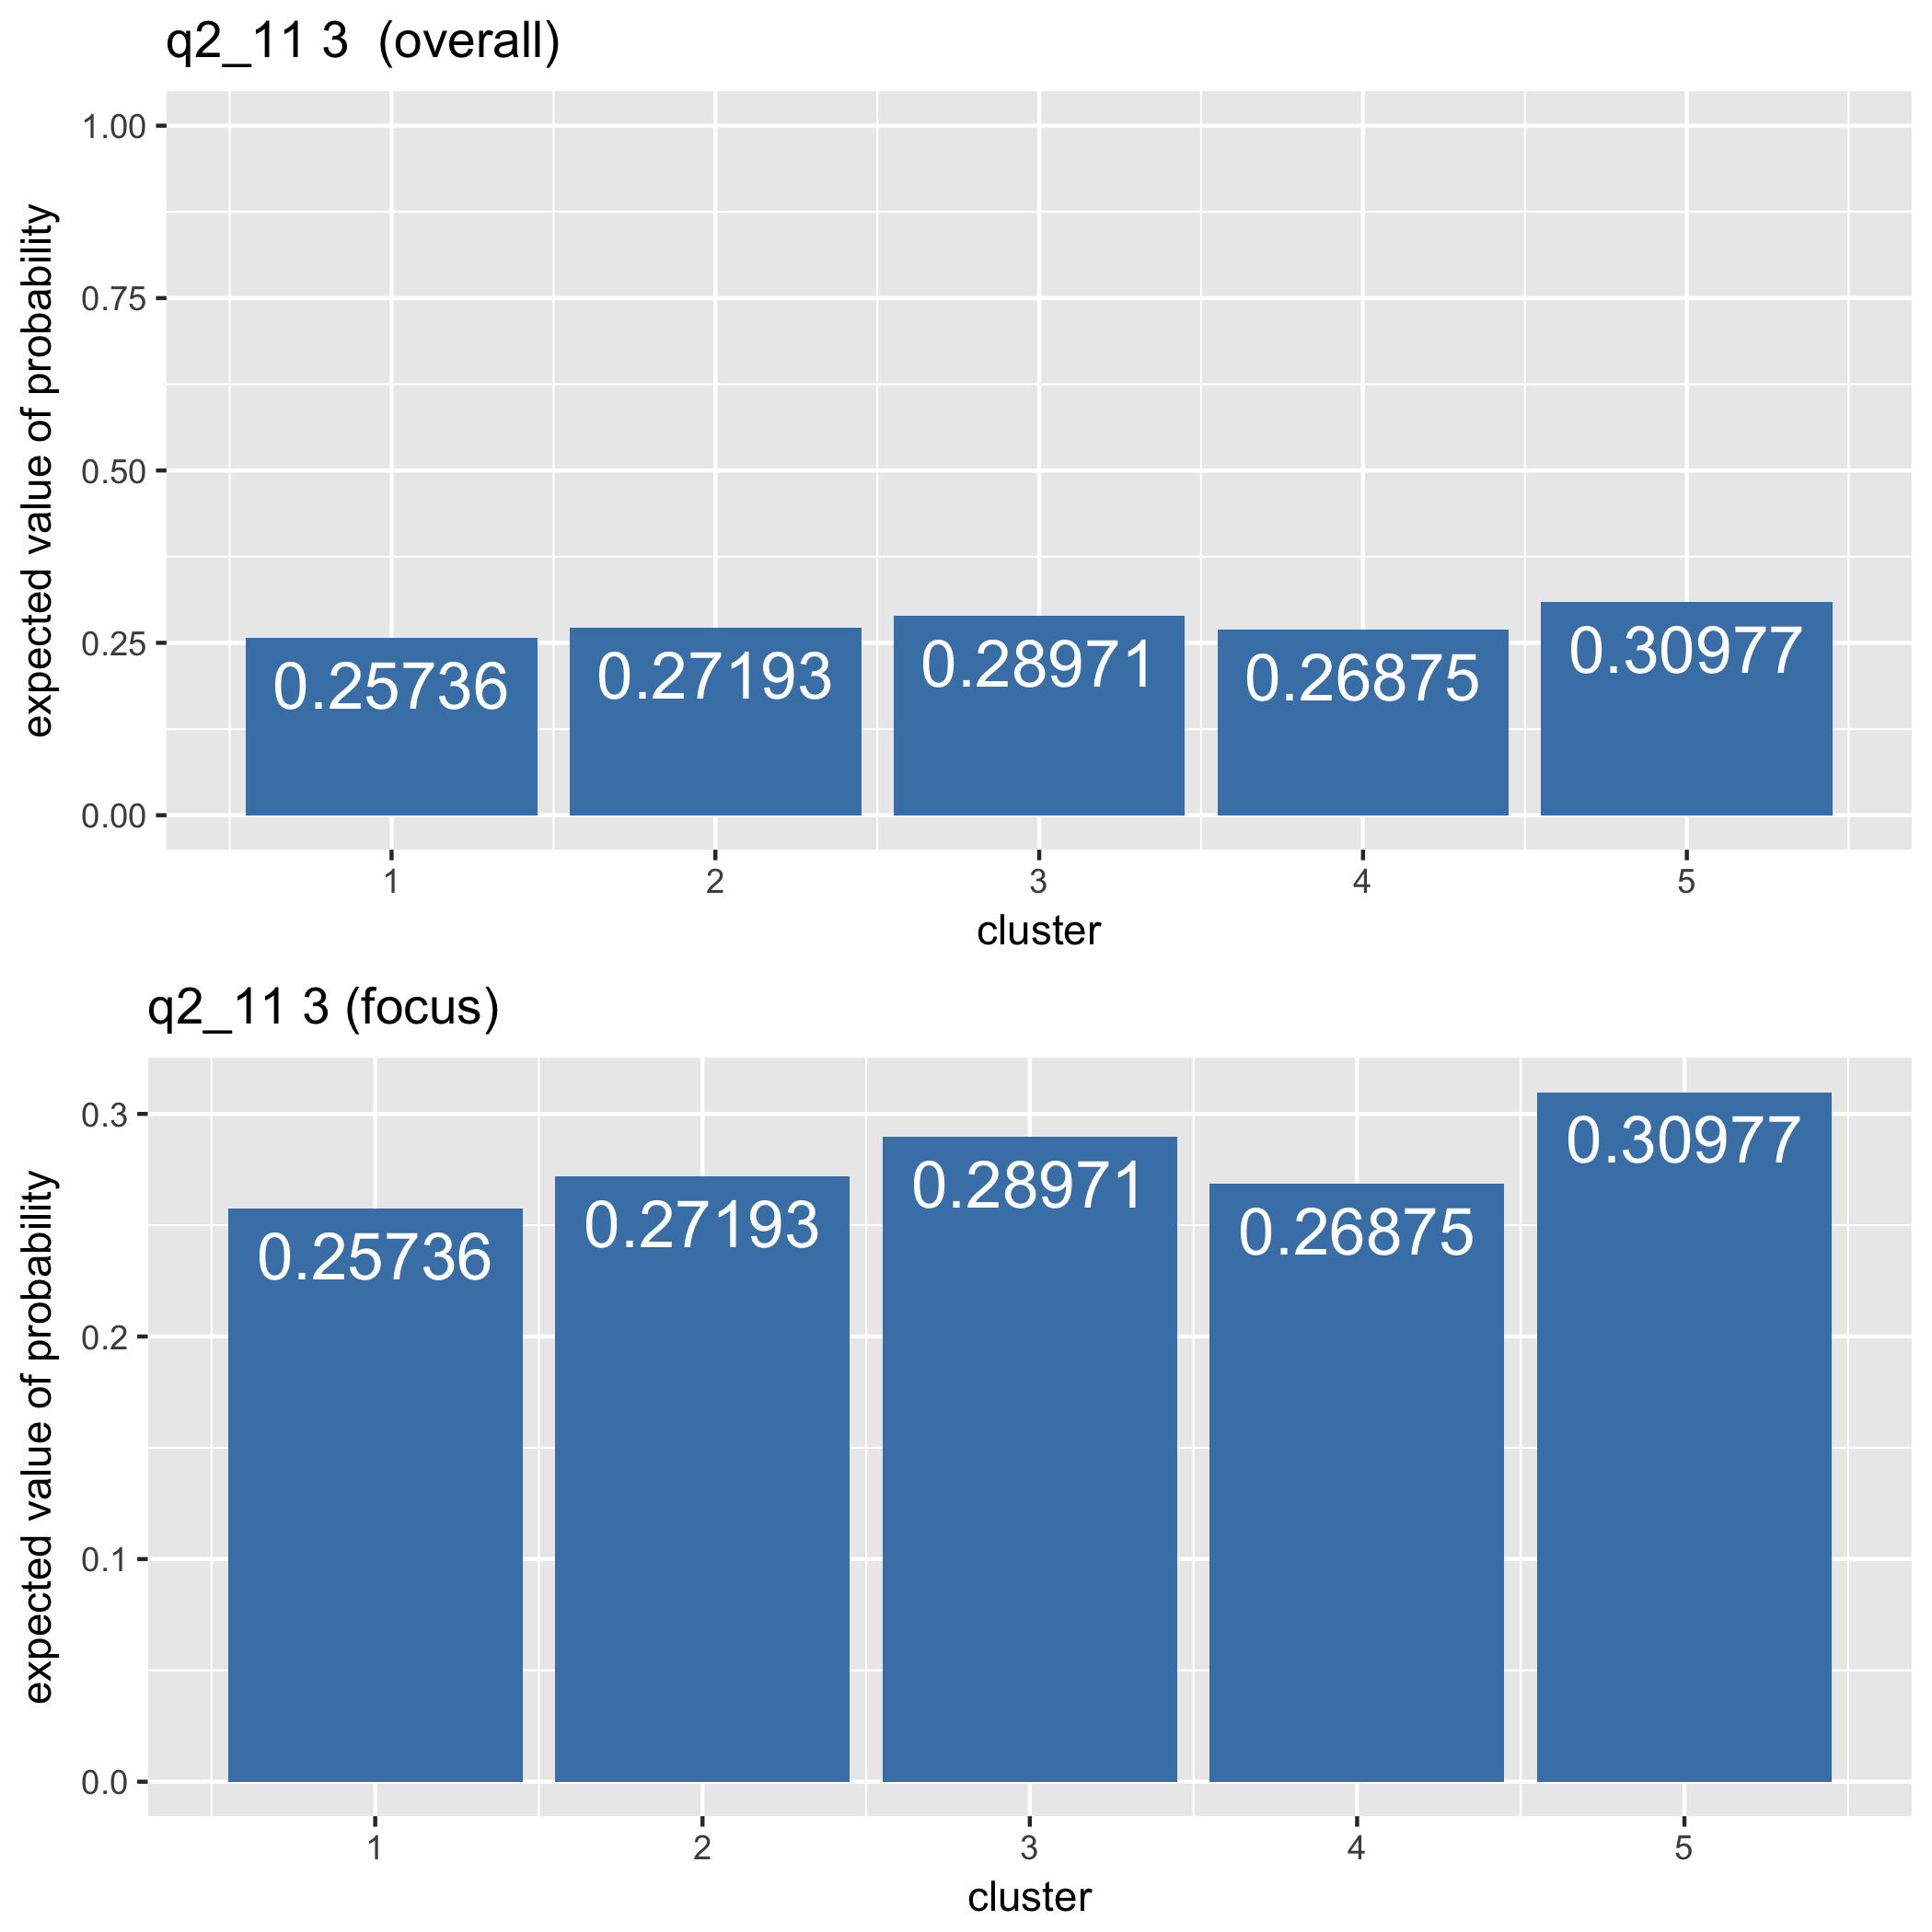 q2_11 3  (overall)
expected value of probability
1.00
0.75
0.50
0.25
0.00
0.25736
0.27193
0.28971
0.26875
0.30977
1 2 3 4 5
cluster
q2_11 3 (focus)
expected value of probability
0.3
0.2
0.1
0.0
0.25736
0.27193
0.28971
0.26875
0.30977
1 2 3 4 5
cluster